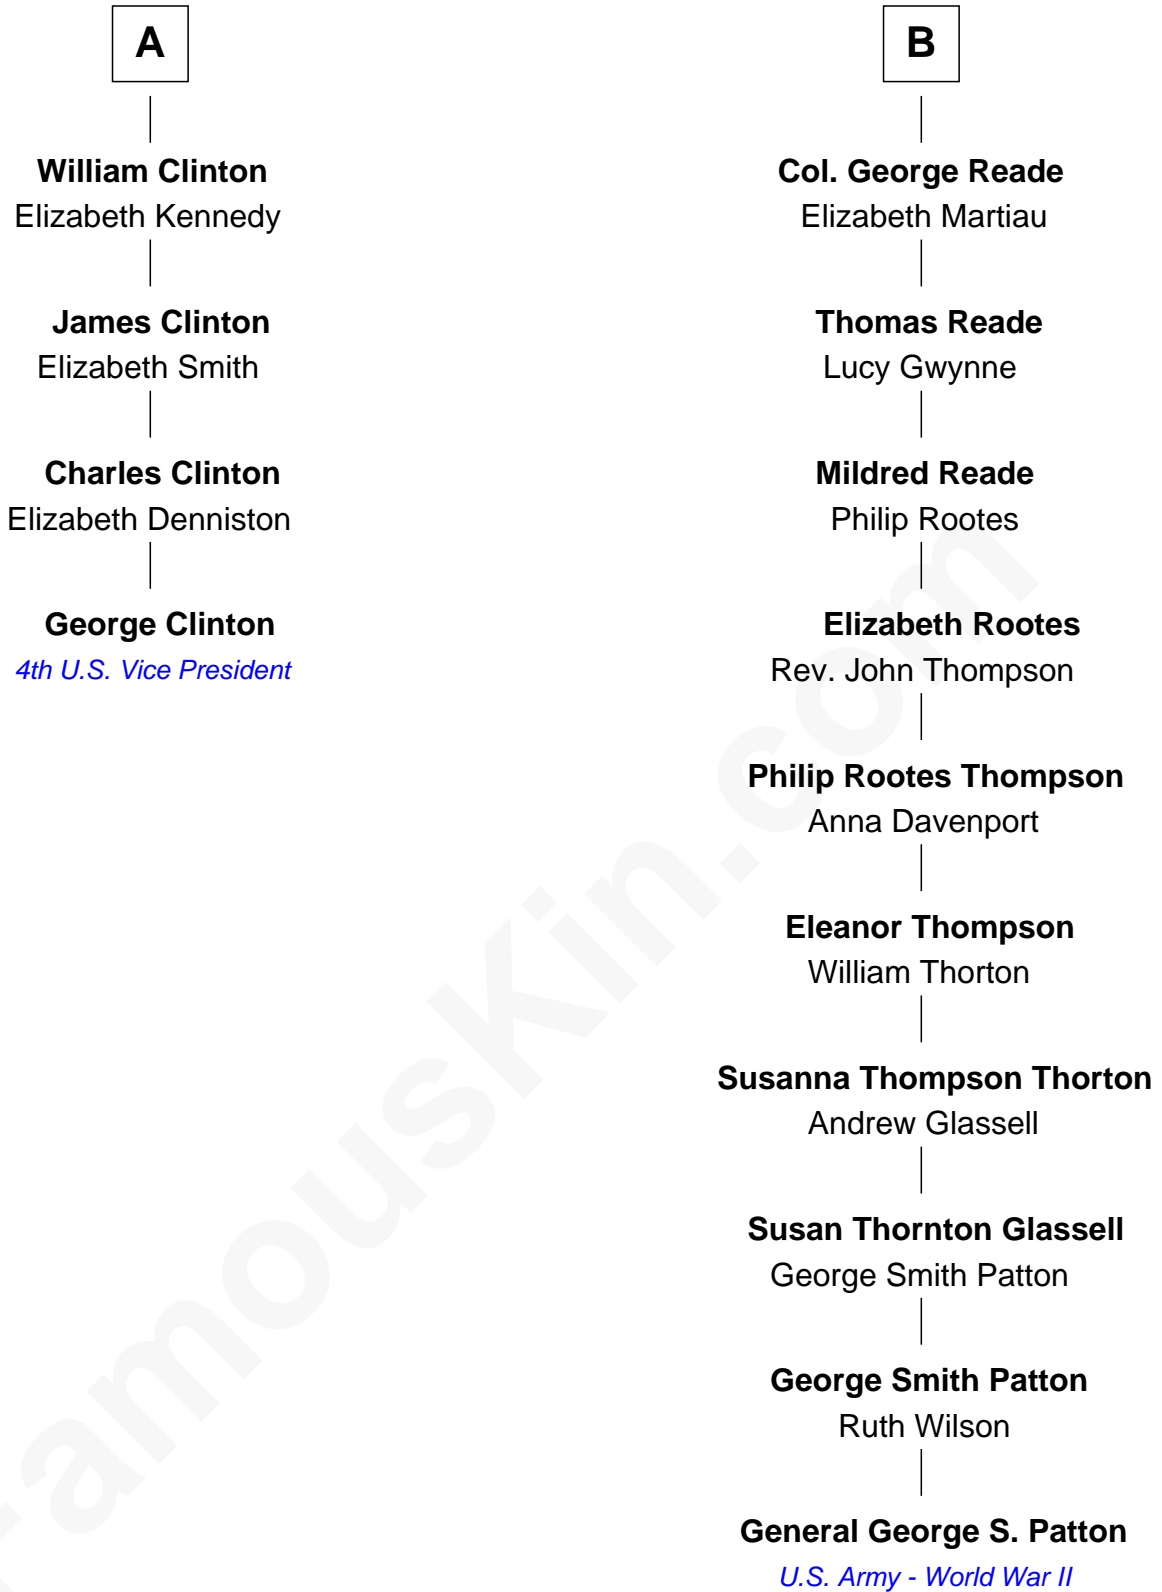 A
William Clinton
Elizabeth Kennedy
James Clinton
Elizabeth Smith
Charles Clinton
Elizabeth Denniston
George Clinton
4th U.S. Vice President
B
Col. George Reade
Elizabeth Martiau
Thomas Reade
Lucy Gwynne
Mildred Reade
Philip Rootes
Elizabeth Rootes
Rev. John Thompson
Philip Rootes Thompson
Anna Davenport
Eleanor Thompson
William Thorton
Susanna Thompson Thorton
Andrew Glassell
Susan Thornton Glassell
George Smith Patton
George Smith Patton
Ruth Wilson
General George S. Patton
U.S. Army - World War II
FamousKin.com